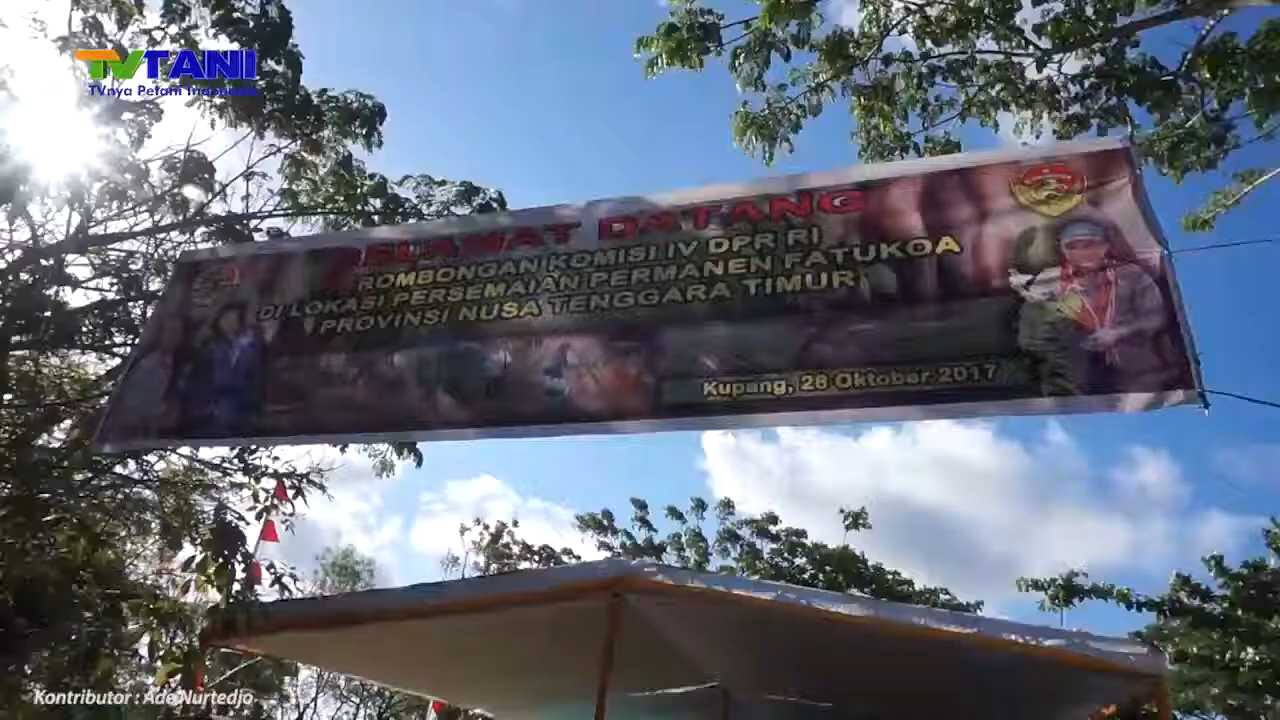 TVTANI
TVnya Petani Indonesia
SELAMAT DATANG
ROMBONGAN KOMISI IV DPR RI
DI LOKASI PERSEMAIAN PERMANEN FATUKOA
PROVINSI NUSA TENGGARA TIMUR
Kupang, 28 Oktober 2017
Kontributor : Ade Nurtedjo